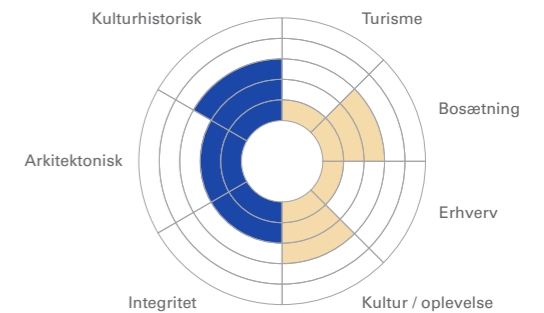 Kulturhistorisk
Turisme
Bosætning
Arkitektonisk
Erhverv
Integritet
Kultur / oplevelse